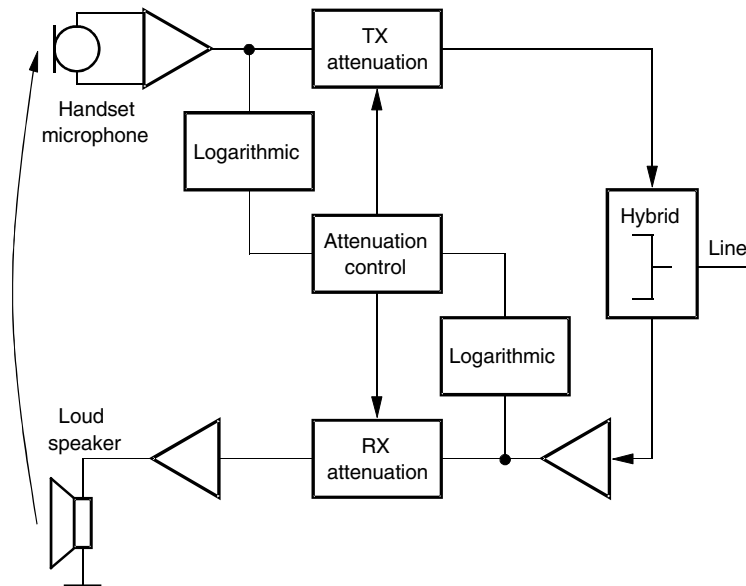 TX
attenuation
Handset
microphone
Logarithmic
Hybrid
Attenuation
control
Line
Logarithmic
Loud
speaker
RX
attenuation